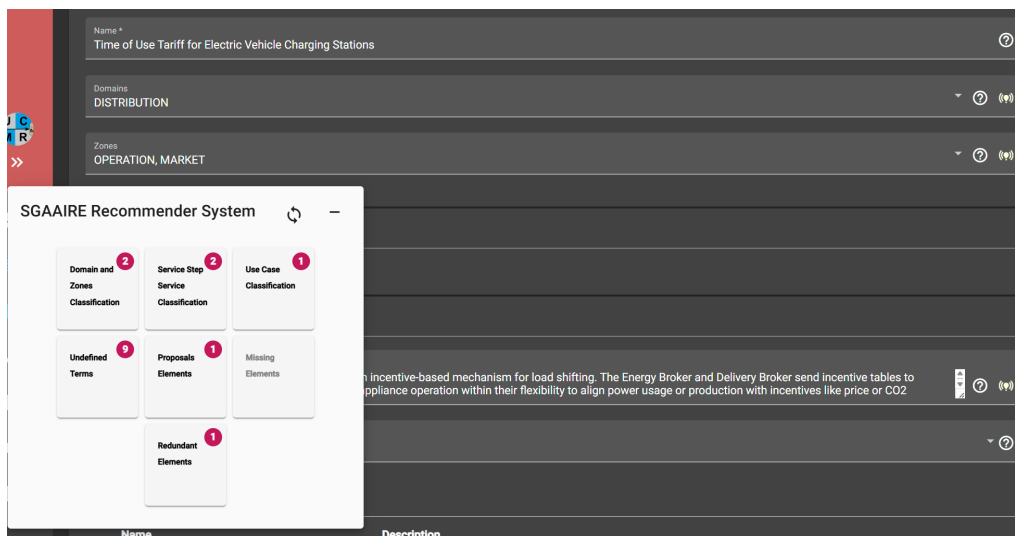 Name *
Time of Use Tariff for Electric Vehicle Charging Stations
Domains
DISTRIBUTION
Zones
OPERATION, MARKET
U C
M R
SGAAIRE Recommender System
Domain and
Zones
Classification
2
Service Step
Service
Classification
2
Use Case
Classification
1
Undefined
Terms
9
Proposals
Elements
1
Missing
Elements
Redundant
Elements
1
incentive-based mechanism for load shifting. The Energy Broker and Delivery Broker send incentive tables to
appliance operation within their flexibility to align power usage or production with incentives like price or CO2
Name
Description